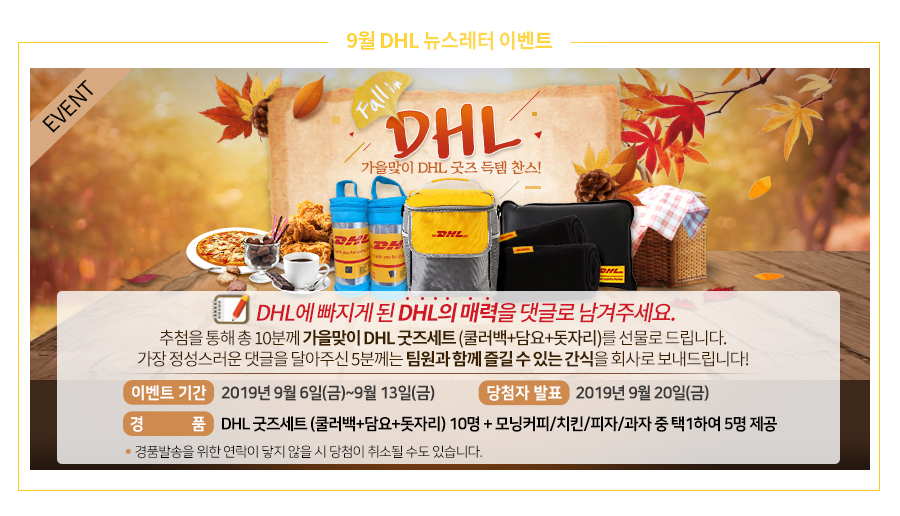 9월 DHL 뉴스레터 이벤트
EVENT
Fall in
DHL
가을맞이 DHL 굿즈 득템 찬스!
DHL
DHL
DHL
DHL
DHL에 빠지게 된 DHL의 매력을 댓글로 남겨주세요.
추첨을 통해 총 10분께 가을맞이 DHL 굿즈세트 (쿨러백+담요+돗자리)를 선물로 드립니다.
가장 정성스러운 댓글을 달아주신 5분께는 팀원과 함께 즐길 수 있는 간식을 회사로 보내드립니다!
이벤트 기간 2019년 9월 6일(금)~9월 13일(금) 당첨자 발표 2019년 9월 20일(금)
경 품 DHL 굿즈세트 (쿨러백+담요+돗자리) 10명 + 모닝커피/치킨/피자/과자 중 택1하여 5명 제공
• 경품발송을 위한 연락이 닿지 않을 시 당첨이 취소될 수도 있습니다.